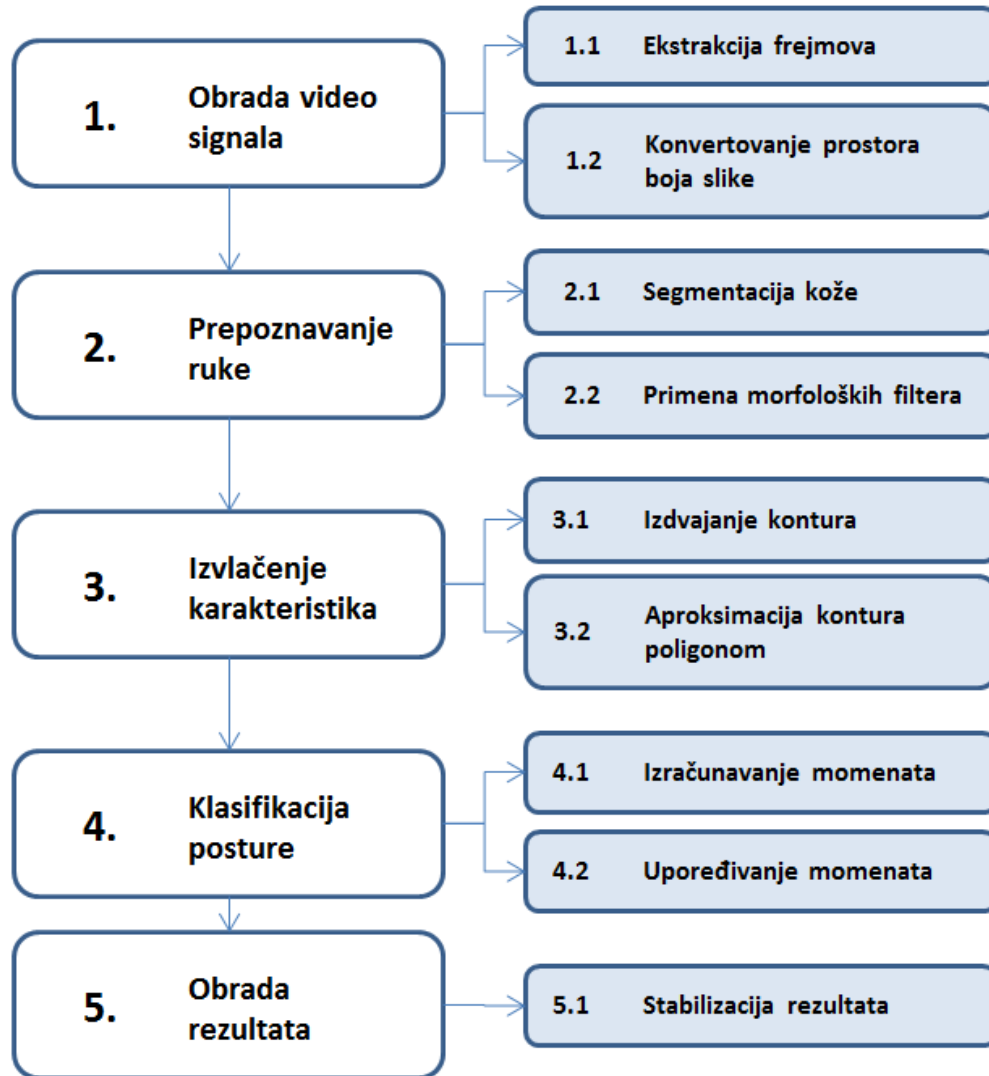 1. Obrada video
signala
1.1 Ekstrakcija frejmova
1.2 Konvertovanje prostora
boja slike
2. Prepoznavanje
ruke
2.1 Segmentacija kože
2.2 Primena morfoloških filtera
3. Izvlačenje
karakteristika
3.1 Izdvajanje kontura
3.2 Aproksimacija kontura
poligonom
4. Klasifikacija
posture
4.1 Izračunavanje momenata
4.2 Upoređivanje momenata
5. Obrada
rezultata
5.1 Stabilizacija rezultata